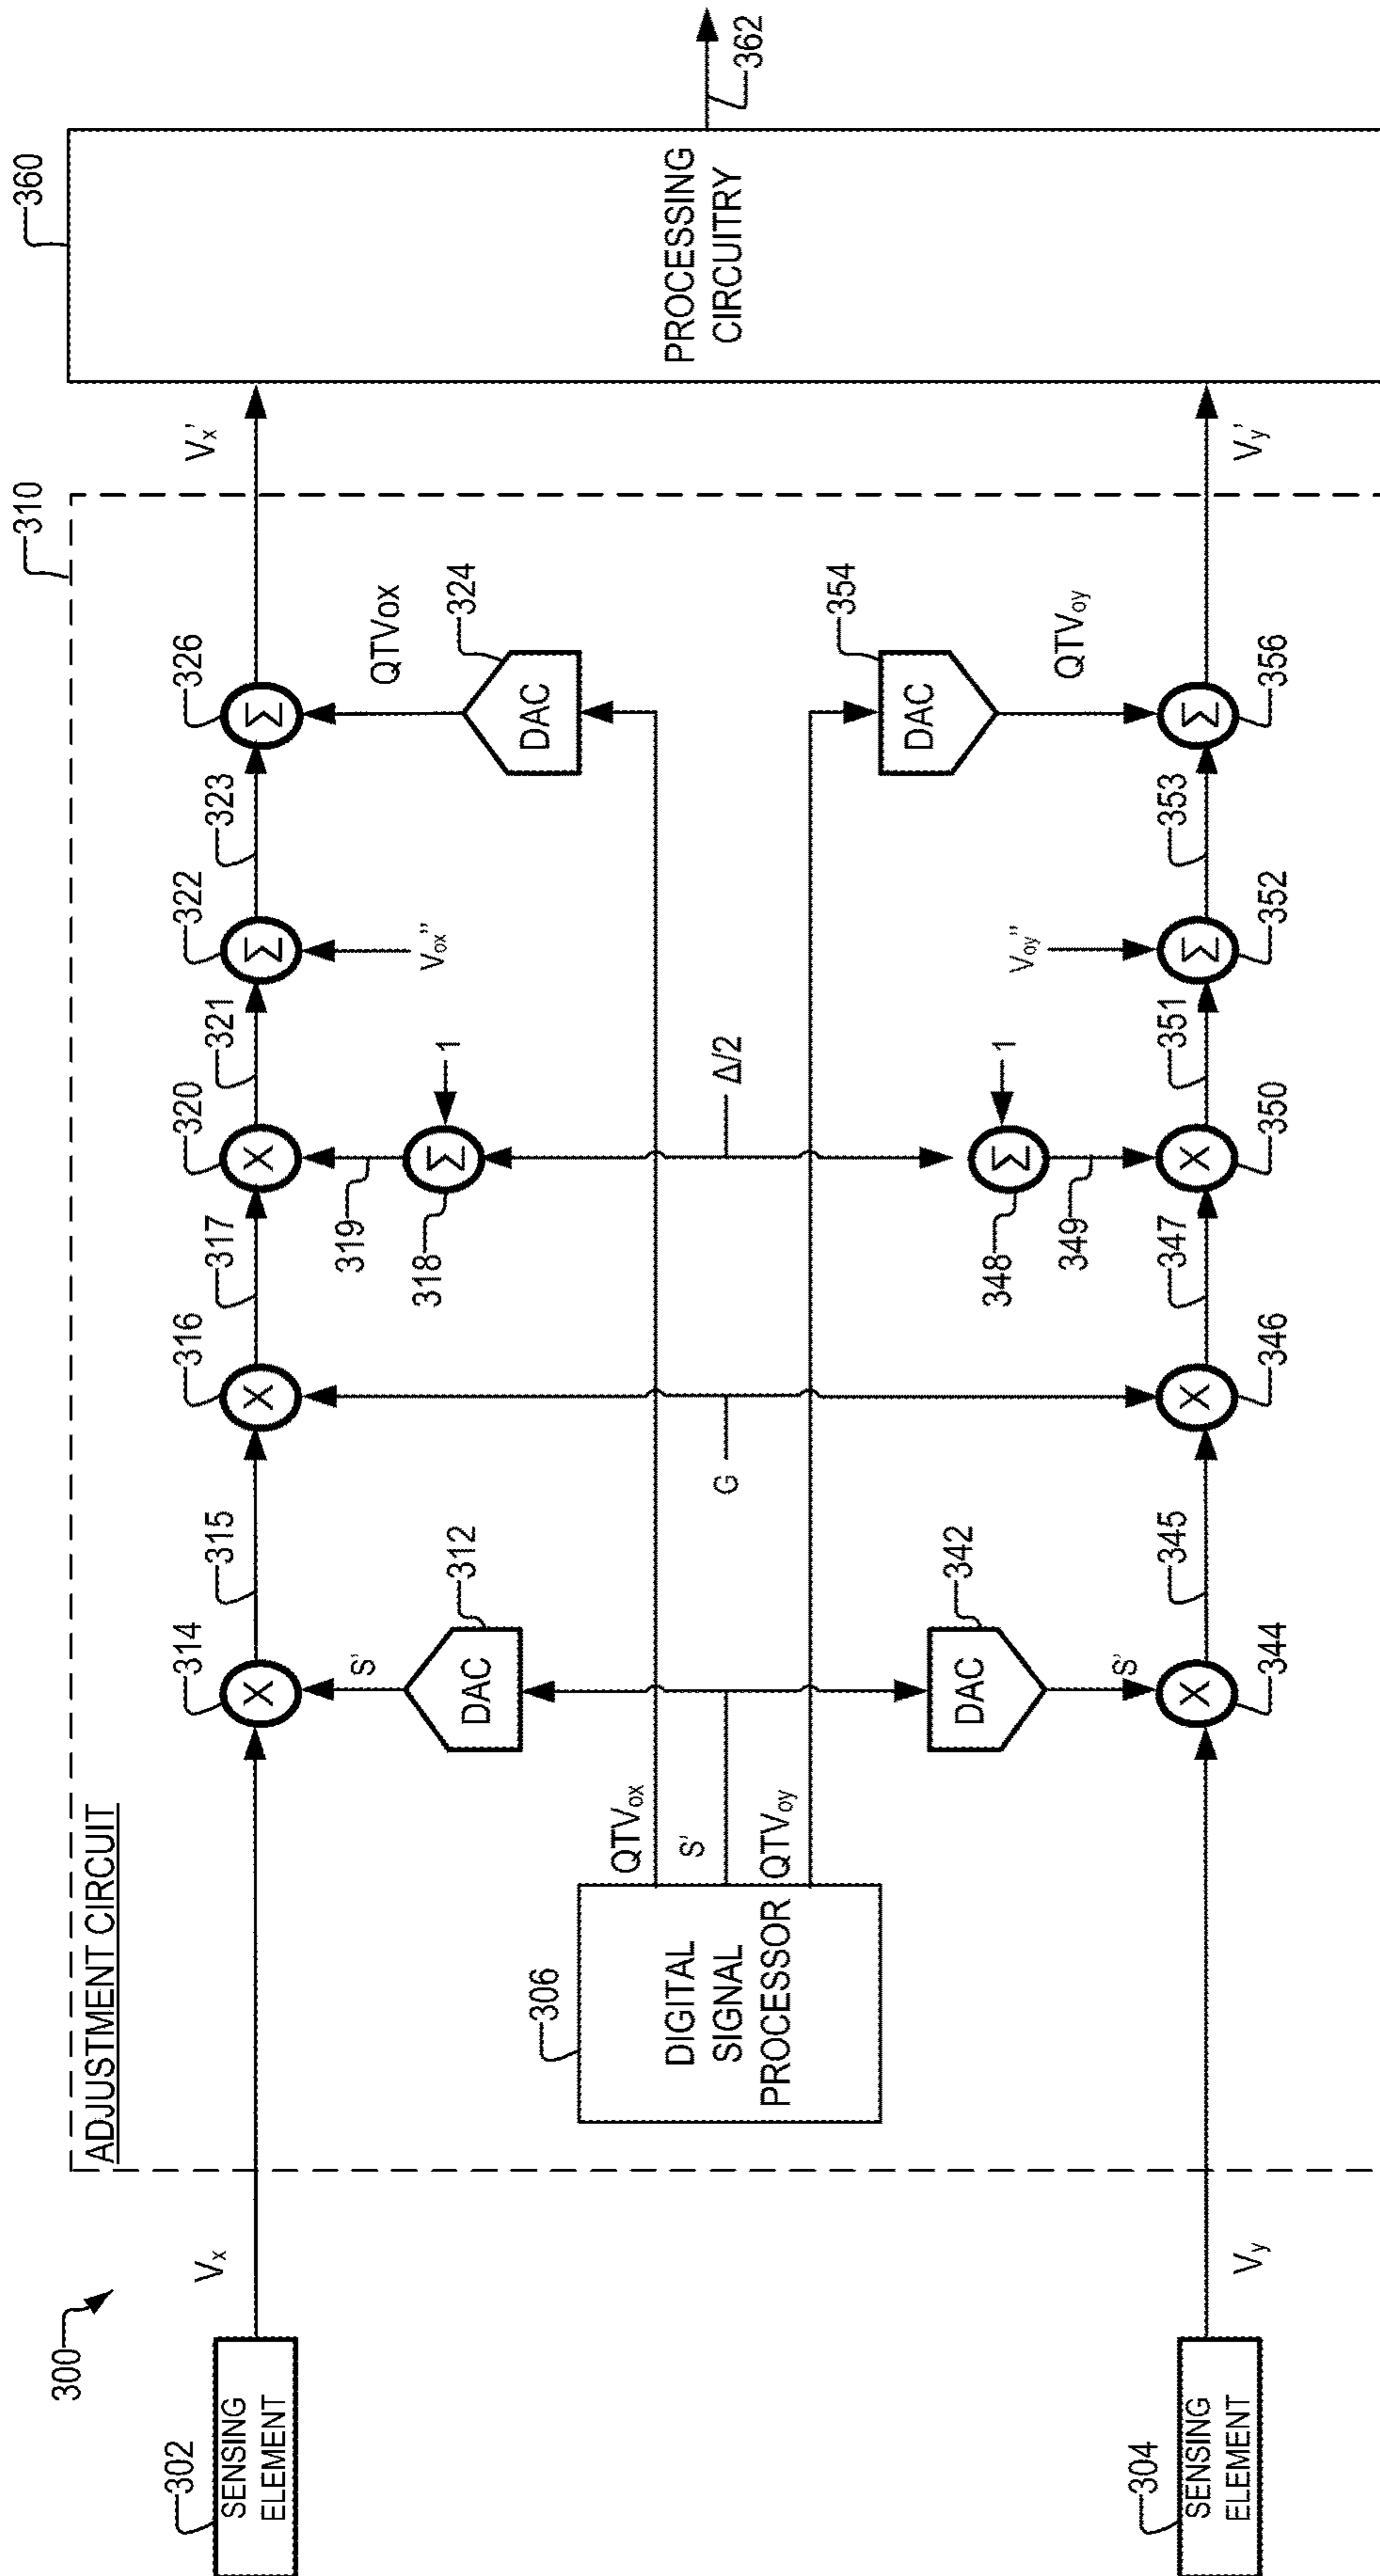 300
302
SENSING
ELEMENT
Vx
304
SENSING
ELEMENT
Vy
310
ADJUSTMENT CIRCUIT
306
DIGITAL
SIGNAL
PROCESSOR
QTVox
S'
QTVoy
314
X
315
S'
DAC
312
DAC
342
S'
X
344
345
316
X
317
G
X
346
347
320
X
321
319
Σ
318
1
Δ/2
1
Σ
348
349
X
350
351
322
Σ
323
Vox"
Voy"
Σ
352
353
326
Σ
QTVox
324
DAC
354
DAC
QTVoy
Σ
356
Vx'
Vy'
360
PROCESSING
CIRCUITRY
362